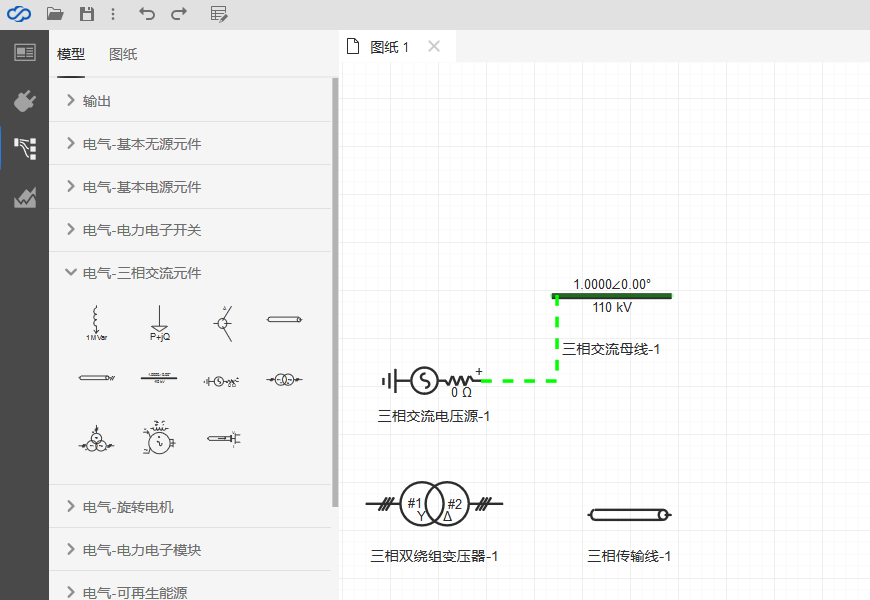 模型
图纸
图纸 1
输出
电气-基本无源元件
电气-基本电源元件
电气-电力电子开关
电气-三相交流元件
1 MVar
P+jQ
电气-旋转电机
电气-电力电子模块
电气-可再生能源
1.0000∠0.00°
110 kV
三相交流母线-1
+
0 Ω
三相交流电压源-1
#1
Y
#2
Δ
三相双绕组变压器-1
三相传输线-1